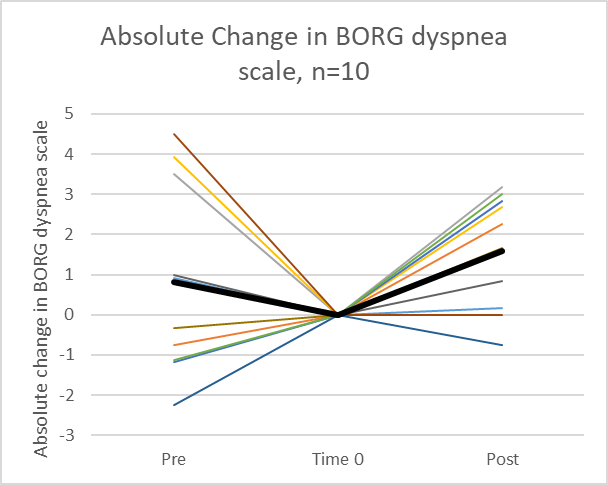 Absolute Change in BORG dyspnea
scale, n=10
Absolute change in BORG dyspnea scale
5
4
3
2
1
0
-1
-2
-3
Pre
Time 0
Post